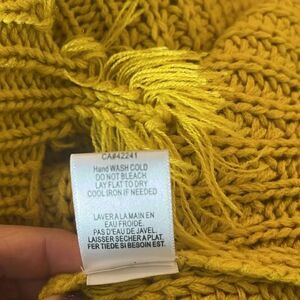 CA#42241
Hand WASH COLD
DO NOT BLEACH
LAY FLAT TO DRY
COOL IRON IF NEEDED
LAVER A LA MAIN EN
EAU FROIDE.
PAS D'EAU DE JAVEL.
LAISSER SECHER A PLAT.
FER TIEDE SI BESOIN EST.